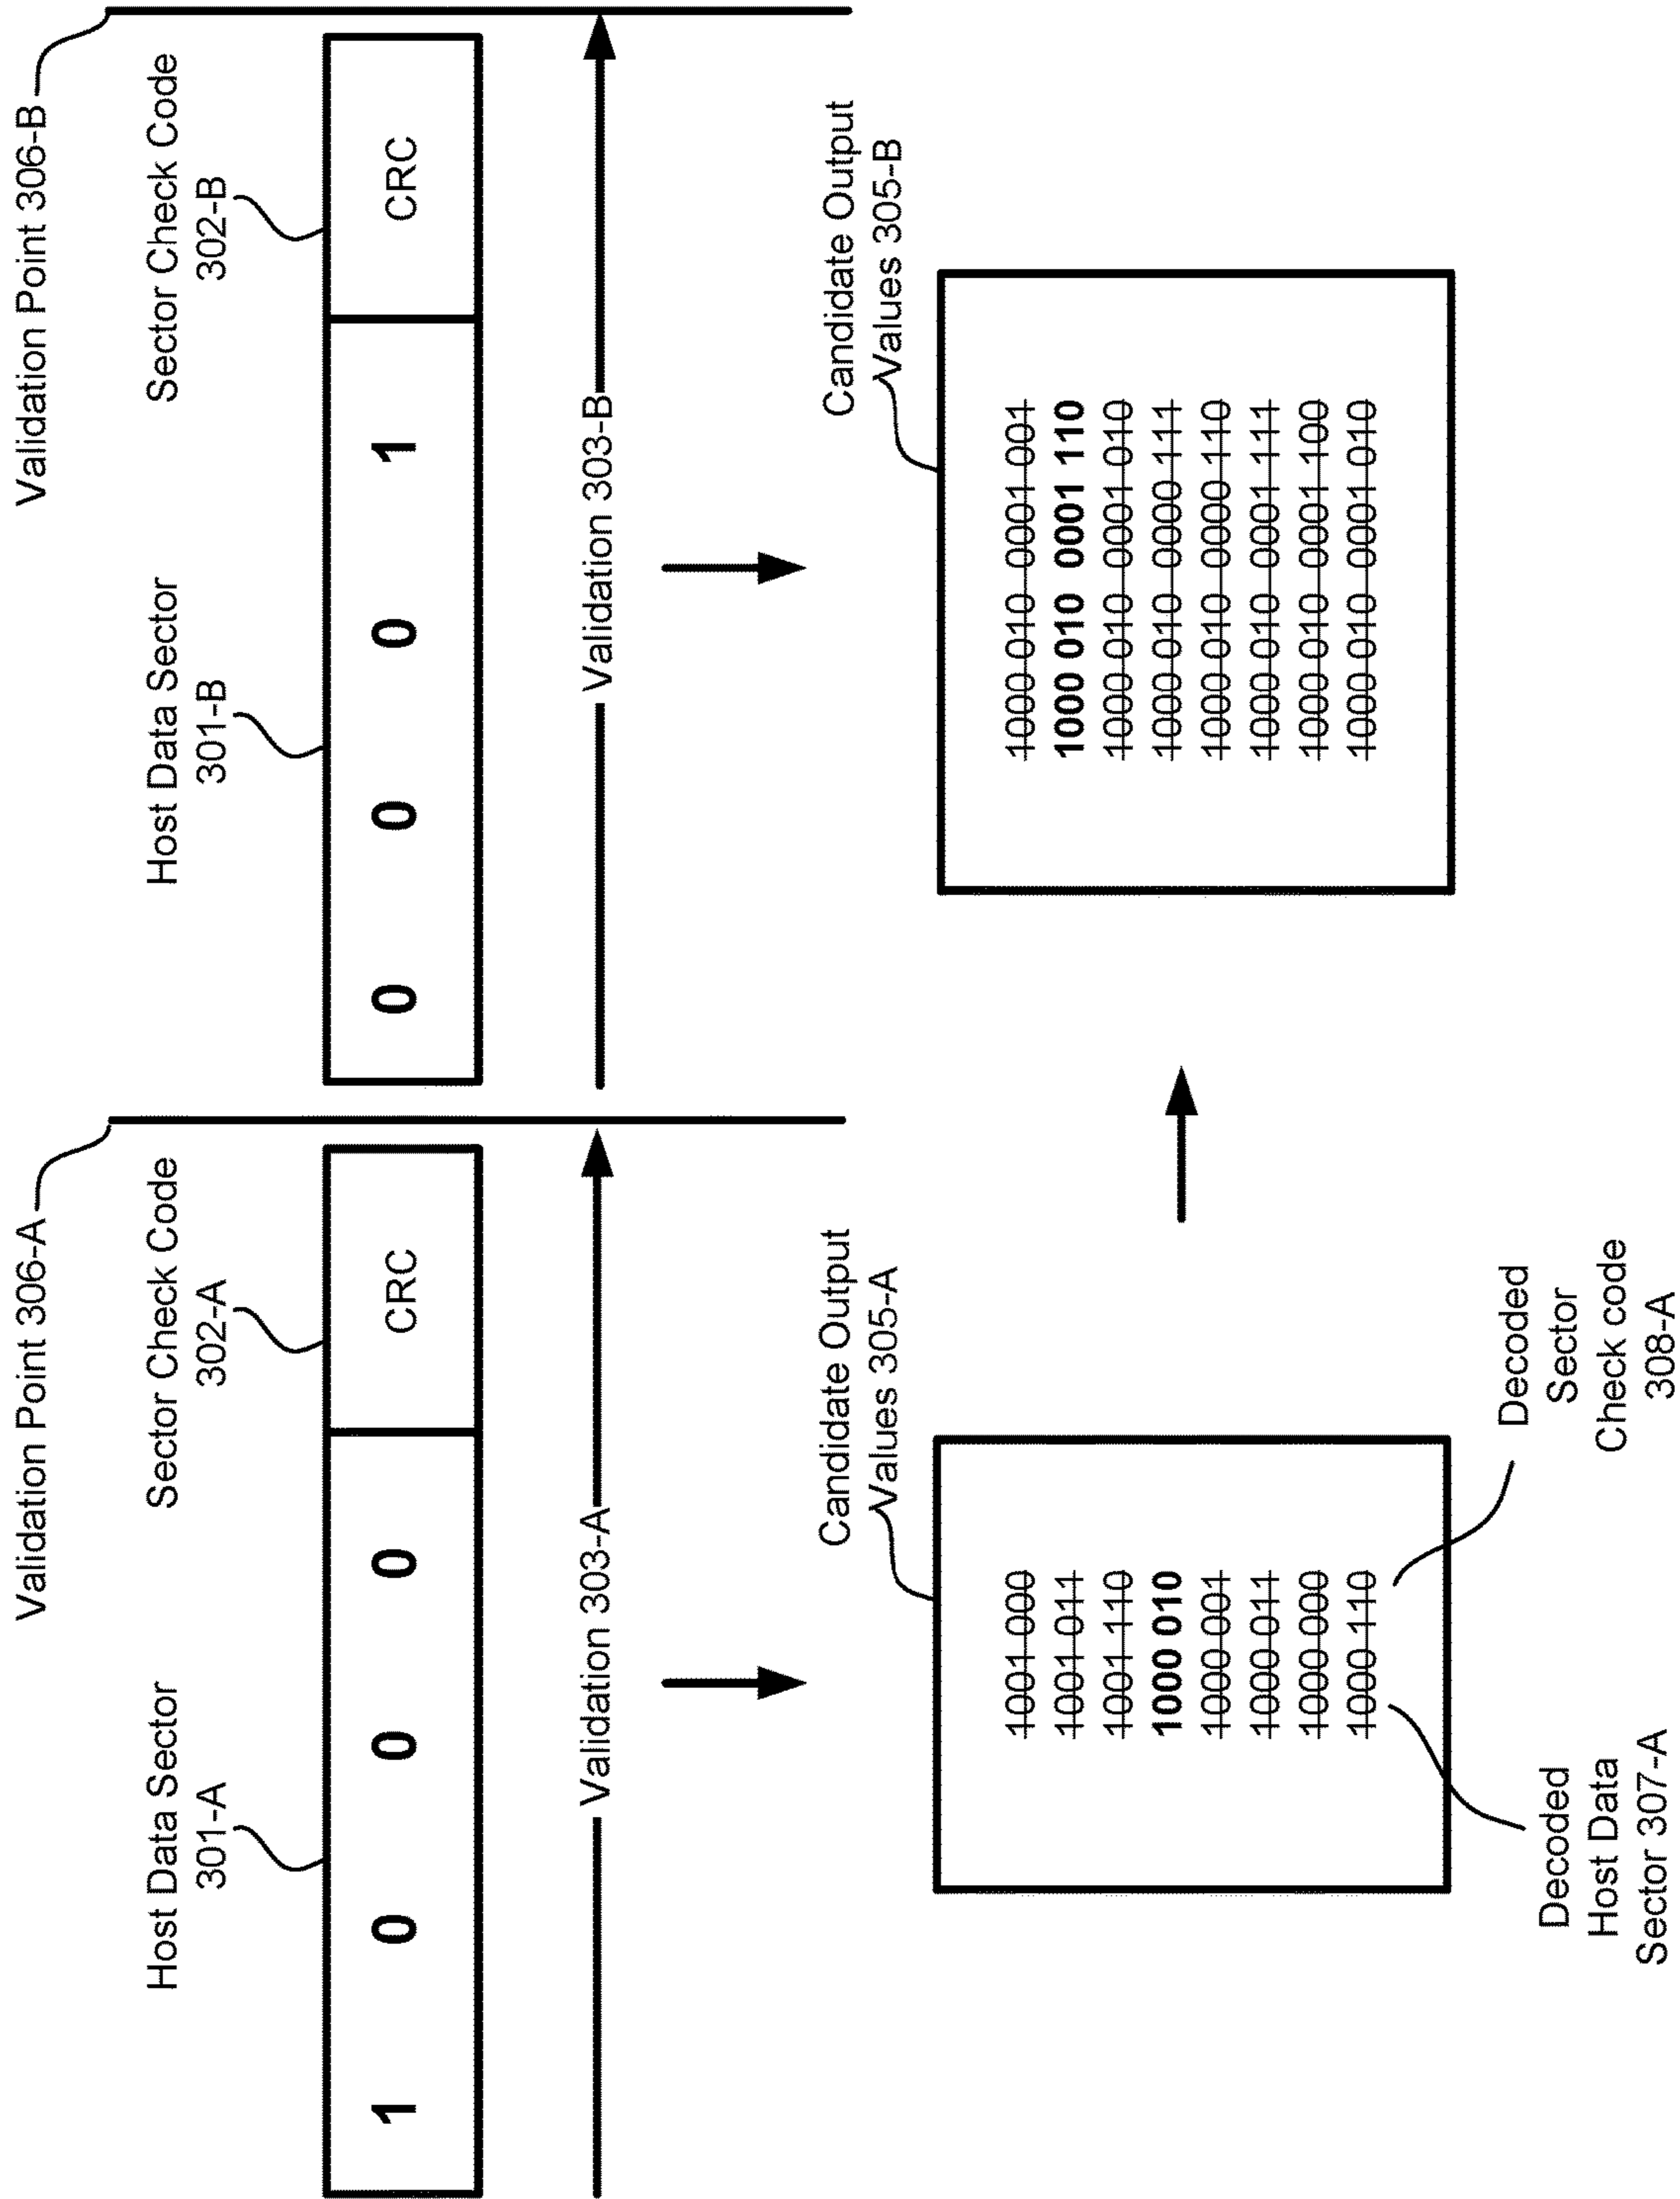 Validation Point 306-A
Validation Point 306-B
Host Data Sector
301-A
Sector Check Code
302-A
Host Data Sector
301-B
Sector Check Code
302-B
1 0 0 0 CRC
0 0 0 1 CRC
Validation 303-A
Validation 303-B
Candidate Output
Values 305-A
1001 000
1001 011
1001 110
1000 010
1000 001
1000 011
1000 000
1000 110
Decoded
Host Data
Sector 307-A
Decoded
Sector
Check code
308-A
Candidate Output
Values 305-B
1000 010 0001 001
1000 010 0001 110
1000 010 0001 010
1000 010 0000 111
1000 010 0000 110
1000 010 0001 111
1000 010 0001 100
1000 010 0001 010